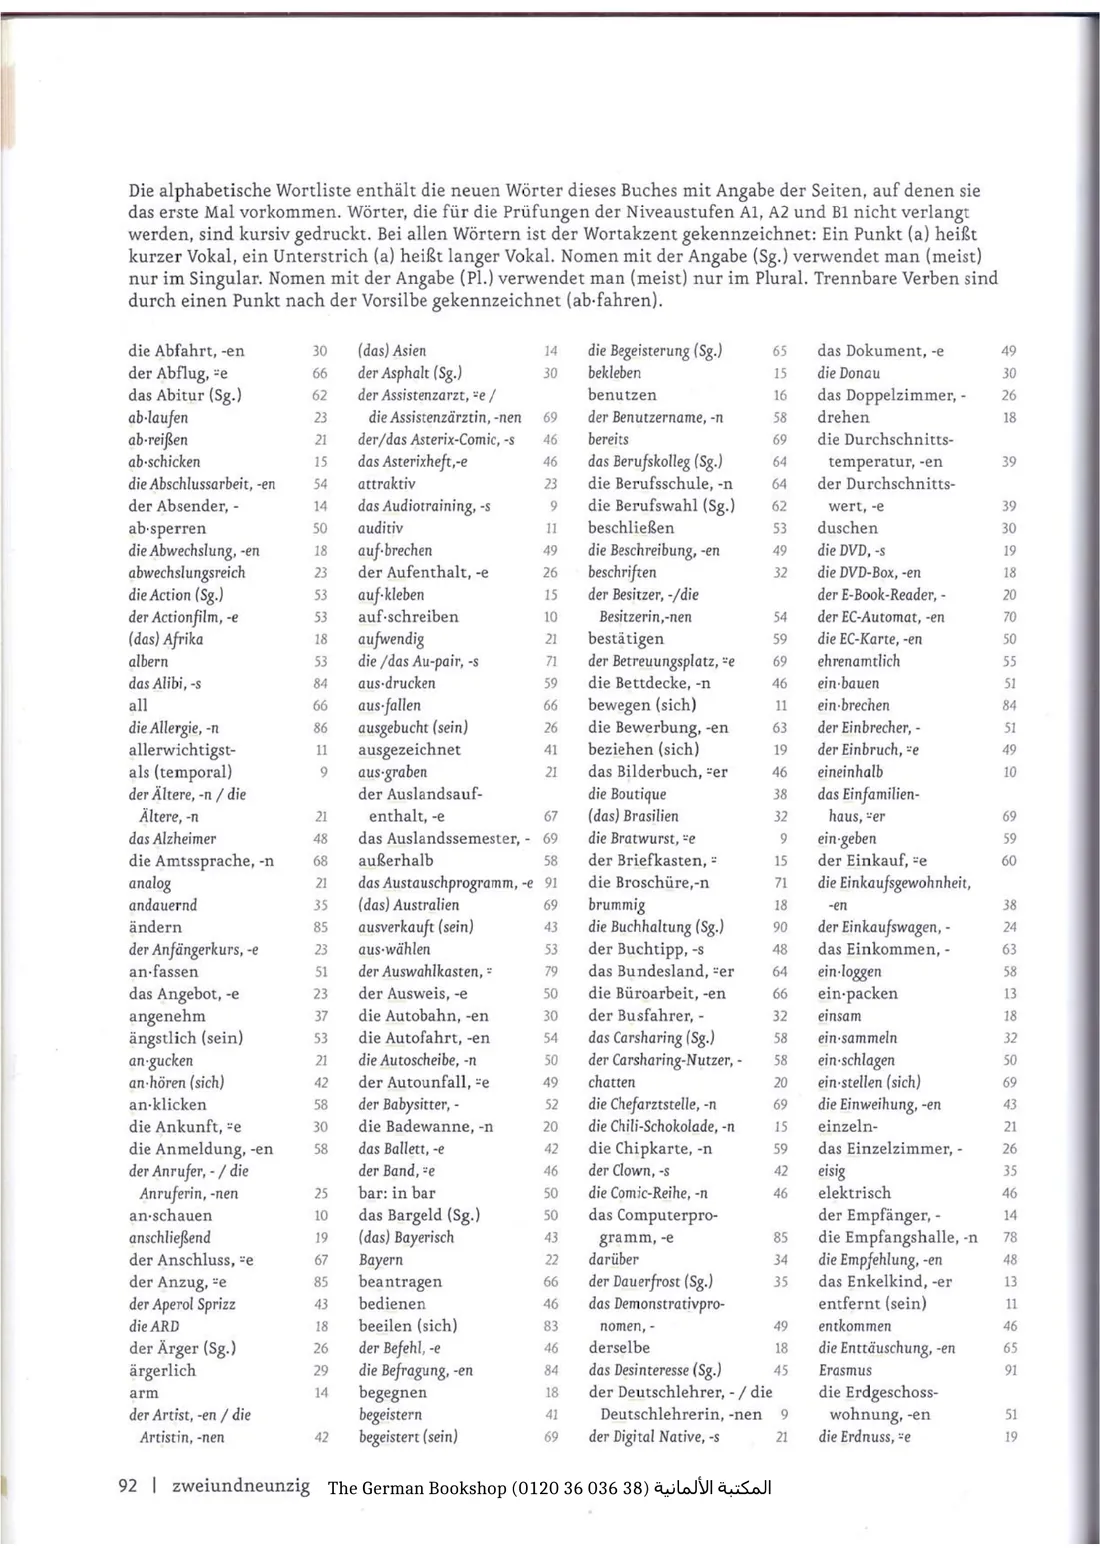 Die alphabetische Wortliste enthält die neuen Wörter dieses Buches mit Angabe der Seiten, auf denen sie
das erste Mal vorkommen. Wörter, die für die Prüfungen der Niveaustufen A1, A2 und B1 nicht verlangt
werden, sind kursiv gedruckt. Bei allen Wörtern ist der Wortakzent gekennzeichnet: Ein Punkt (ạ) heißt
kurzer Vokal, ein Unterstrich (a̲) heißt langer Vokal. Nomen mit der Angabe (Sg.) verwendet man (meist)
nur im Singular. Nomen mit der Angabe (Pl.) verwendet man (meist) nur im Plural. Trennbare Verben sind
durch einen Punkt nach der Vorsilbe gekennzeichnet (ab·fahren).
die Abfahrt, -en 30
der Abflug, ⸚e 66
das Abitur (Sg.) 62
ab·laufen 23
ab·reißen 21
ab·schicken 15
die Abschlussarbeit, -en 54
der Absender, - 14
ab·sperren 50
die Abwechslung, -en 18
abwechslungsreich 23
die Action (Sg.) 53
der Actionfilm, -e 53
(das) Afrika 18
albern 53
das Alibi, -s 84
all 66
die Allergie, -n 86
allerwichtigst- 11
als (temporal) 9
der Ältere, -n / die
Ältere, -n 21
das Alzheimer 48
die Amtssprache, -n 68
analog 21
andauernd 35
ändern 85
der Anfängerkurs, -e 23
an·fassen 51
das Angebot, -e 23
angenehm 37
ängstlich (sein) 53
an·gucken 21
an·hören (sich) 42
an·klicken 58
die Ankunft, ⸚e 30
die Anmeldung, -en 58
der Anrufer, - / die
Anruferin, -nen 25
an·schauen 10
anschließend 19
der Anschluss, ⸚e 67
der Anzug, ⸚e 85
der Aperol Sprizz 43
die ARD 18
der Ärger (Sg.) 26
ärgerlich 29
arm 14
der Artist, -en / die
Artistin, -nen 42
(das) Asien 14
der Asphalt (Sg.) 30
der Assistenzarzt, ⸚e /
die Assistenzärztin, -nen 69
der/das Asterix-Comic, -s 46
das Asterixheft,-e 46
attraktiv 23
das Audiotraining, -s 9
auditiv 11
auf·brechen 49
der Aufenthalt, -e 26
auf·kleben 15
auf·schreiben 10
aufwendig 21
die /das Au-pair, -s 71
aus·drucken 59
aus·fallen 66
ausgebucht (sein) 26
ausgezeichnet 41
aus·graben 21
der Auslandsauf-
enthalt, -e 67
das Auslandssemester, - 69
außerhalb 58
das Austauschprogramm, -e 91
(das) Australien 69
ausverkauft (sein) 43
aus·wählen 53
der Auswahlkasten, ⸚ 79
der Ausweis, -e 50
die Autobahn, -en 30
die Autofahrt, -en 54
die Autoscheibe, -n 50
der Autounfall, ⸚e 49
der Babysitter, - 52
die Badewanne, -n 20
das Ballett, -e 42
der Band, ⸚e 46
bar: in bar 50
das Bargeld (Sg.) 50
(das) Bayerisch 43
Bayern 22
beantragen 66
bedienen 46
beeilen (sich) 83
der Befehl, -e 46
die Befragung, -en 84
begegnen 18
begeistern 41
begeistert (sein) 69
die Begeisterung (Sg.) 65
bekleben 15
benutzen 16
der Benutzername, -n 58
bereits 69
das Berufskolleg (Sg.) 64
die Berufsschule, -n 64
die Berufswahl (Sg.) 62
beschließen 53
die Beschreibung, -en 49
beschriften 32
der Besitzer, -/die
Besitzerin,-nen 54
bestätigen 59
der Betreuungsplatz, ⸚e 69
die Bettdecke, -n 46
bewegen (sich) 11
die Bewerbung, -en 63
beziehen (sich) 19
das Bilderbuch, ⸚er 46
die Boutique 38
(das) Brasilien 32
die Bratwurst, ⸚e 9
der Briefkasten, ⸚ 15
die Broschüre,-n 71
brummig 18
die Buchhaltung (Sg.) 90
der Buchtipp, -s 48
das Bundesland, ⸚er 64
die Büroarbeit, -en 66
der Busfahrer, - 32
das Carsharing (Sg.) 58
der Carsharing-Nutzer, - 58
chatten 20
die Chefarztstelle, -n 69
die Chili-Schokolade, -n 15
die Chipkarte, -n 59
der Clown, -s 42
die Comic-Reihe, -n 46
das Computerpro-
gramm, -e 85
darüber 34
der Dauerfrost (Sg.) 35
das Demonstrativpro-
nomen, - 49
derselbe 18
das Desinteresse (Sg.) 45
der Deutschlehrer, - / die
Deutschlehrerin, -nen 9
der Digital Native, -s 21
das Dokument, -e 49
die Donau 30
das Doppelzimmer, - 26
drehen 18
die Durchschnitts-
temperatur, -en 39
der Durchschnitts-
wert, -e 39
duschen 30
die DVD, -s 19
die DVD-Box, -en 18
der E-Book-Reader, - 20
der EC-Automat, -en 70
die EC-Karte, -en 50
ehrenamtlich 55
ein·bauen 51
ein·brechen 84
der Einbrecher, - 51
der Einbruch, ⸚e 49
eineinhalb 10
das Einfamilien-
haus, ⸚er 69
ein·geben 59
der Einkauf, ⸚e 60
die Einkaufsgewohnheit,
-en 38
der Einkaufswagen, - 24
das Einkommen, - 63
ein·loggen 58
ein·packen 13
einsam 18
ein·sammeln 32
ein·schlagen 50
ein·stellen (sich) 69
die Einweihung, -en 43
einzeln- 21
das Einzelzimmer, - 26
eisig 35
elektrisch 46
der Empfänger, - 14
die Empfangshalle, -n 78
die Empfehlung, -en 48
das Enkelkind, -er 13
entfernt (sein) 11
entkommen 46
die Enttäuschung, -en 65
Erasmus 91
die Erdgeschoss-
wohnung, -en 51
die Erdnuss, ⸚e 19
92 | zweiundneunzig The German Bookshop (0120 36 036 38) المكتبة الألمانية